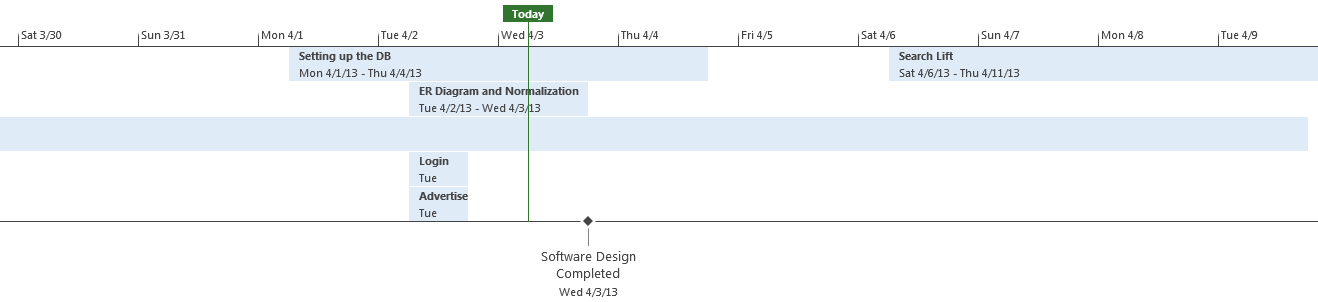 Today
Sat 3/30 Sun 3/31 Mon 4/1 Tue 4/2 Wed 4/3 Thu 4/4 Fri 4/5 Sat 4/6 Sun 4/7 Mon 4/8 Tue 4/9
Setting up the DB
Mon 4/1/13 - Thu 4/4/13
Search Lift
Sat 4/6/13 - Thu 4/11/13
ER Diagram and Normalization
Tue 4/2/13 - Wed 4/3/13
Login
Tue
Advertise
Tue
Software Design
Completed
Wed 4/3/13